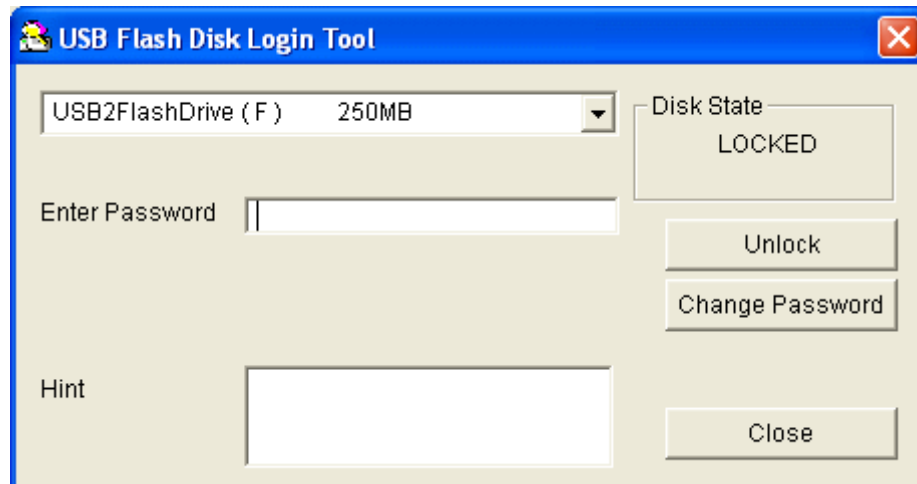 USB Flash Disk Login Tool
USB2FlashDrive ( F ) 250MB
Disk State
LOCKED
Enter Password
Unlock
Change Password
Hint
Close